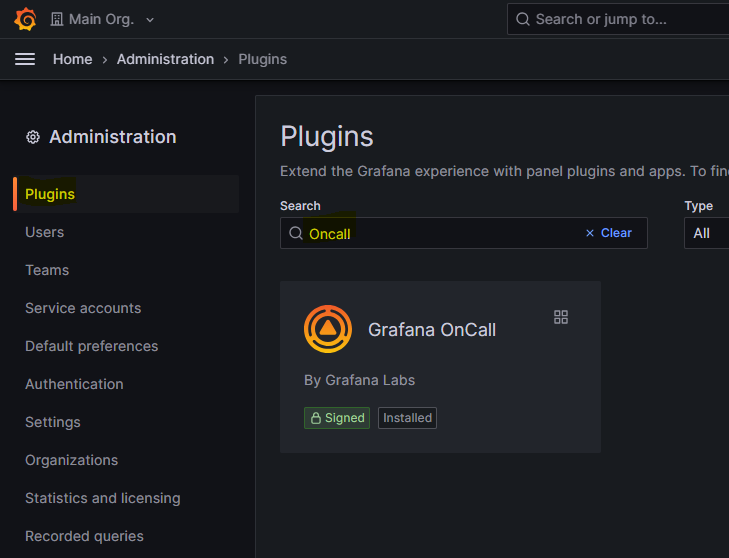 Main Org.
Search or jump to...
Home › Administration › Plugins
Administration
Plugins
Users
Teams
Service accounts
Default preferences
Authentication
Settings
Organizations
Statistics and licensing
Recorded queries
Plugins
Extend the Grafana experience with panel plugins and apps. To
Search
Type
Oncall
Clear
All
Grafana OnCall
By Grafana Labs
Signed
Installed